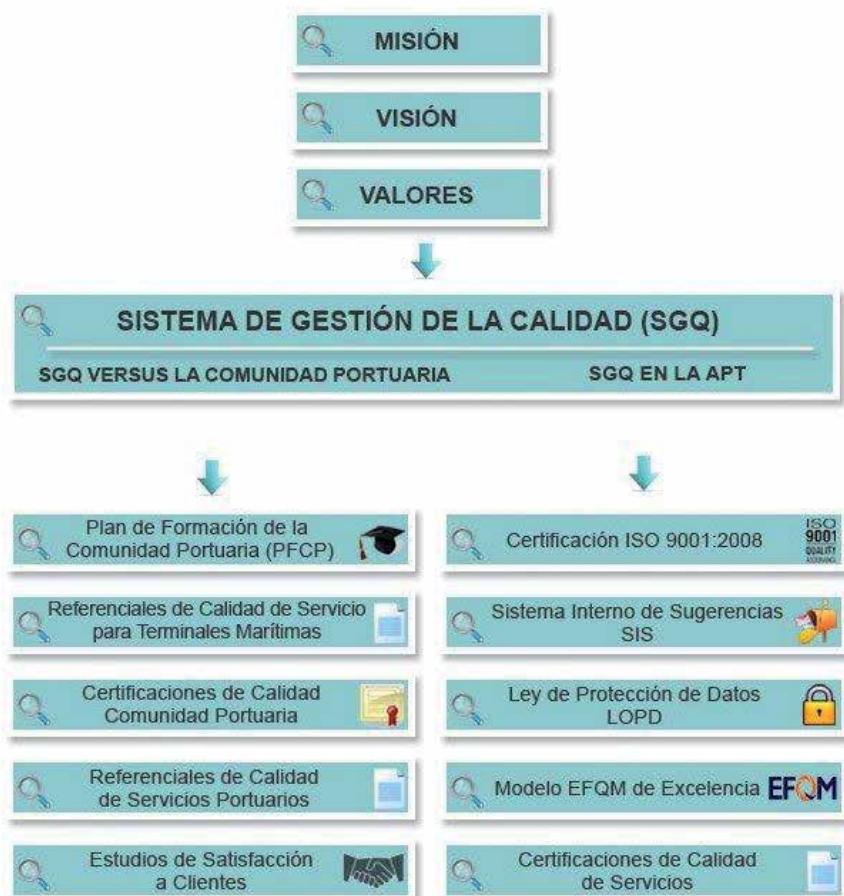 MISIÓN
VISIÓN
VALORES
SISTEMA DE GESTIÓN DE LA CALIDAD (SGQ)
SGQ VERSUS LA COMUNIDAD PORTUARIA
SGQ EN LA APT
Plan de Formación de la
Comunidad Portuaria (PFCP)
Referenciales de Calidad de Servicio
para Terminales Marítimas
Certificaciones de Calidad
Comunidad Portuaria
Referenciales de Calidad
de Servicios Portuarios
Estudios de Satisfacción
a Clientes
Certificación ISO 9001:2008
ISO
9001
QUALITY
Sistema Interno de Sugerencias
SIS
Ley de Protección de Datos
LOPD
Modelo EFQM de Excelencia
EFQM
Certificaciones de Calidad
de Servicios